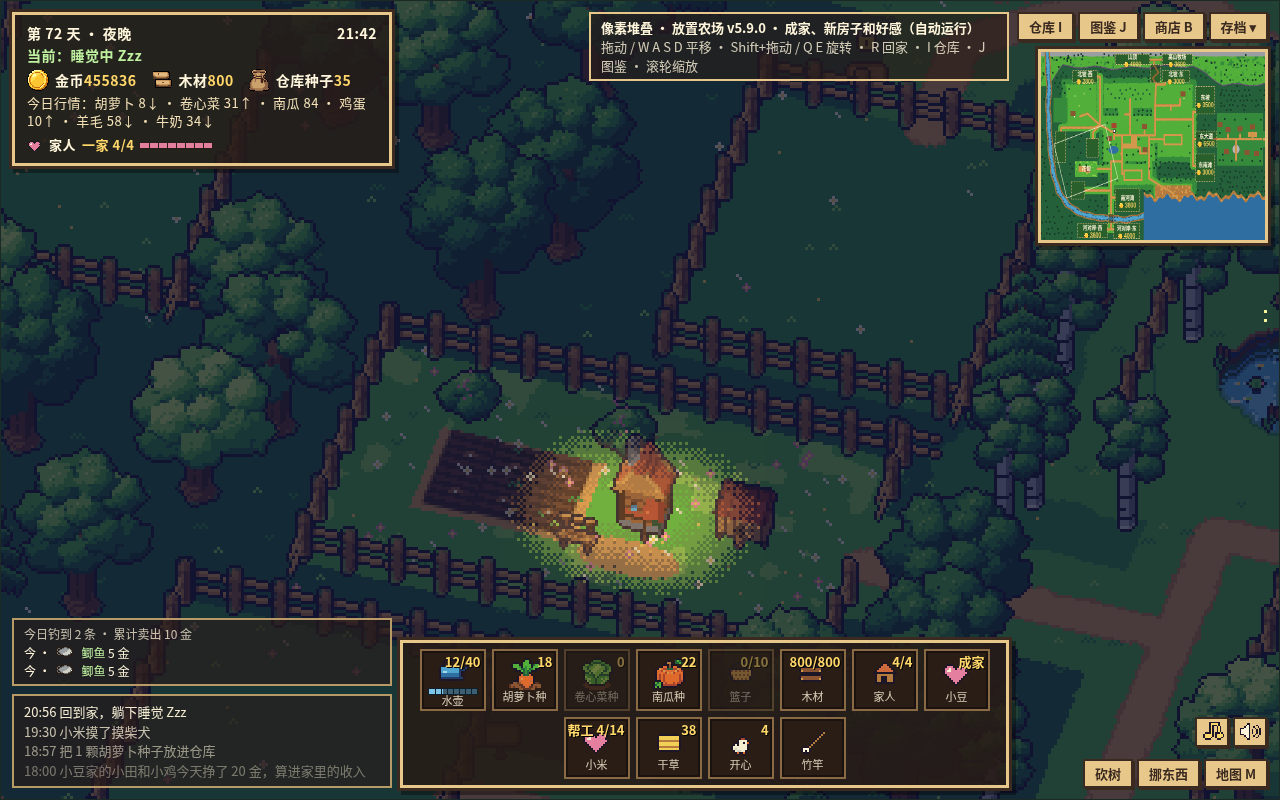 第 72 天 · 夜晚 21:42
当前: 睡觉中 Zzz
金币455836 木材800 仓库种子35
今日行情: 胡萝卜 8↓ · 卷心菜 31↑ · 南瓜 84 · 鸡蛋
10↑ · 羊毛 58↓ · 牛奶 34↓
家人 一家 4/4
像素堆叠 · 放置农场 v5.9.0 · 成家、新房子和好感（自动运行）
拖动 / W A S D 平移 · Shift+拖动 / Q E 旋转 · R 回家 · I 仓库 · J
图鉴 · 滚轮缩放
仓库 I 图鉴 J 商店 B 存档 ▾
今日钓到 2 条 · 累计卖出 10 金
今 · 鲫鱼 5 金
今 · 鲫鱼 5 金
20:56 回到家，躺下睡觉 Zzz
19:30 小米摸了摸柴犬
18:57 把 1 颗胡萝卜种子放进仓库
18:00 小豆家的小田和小鸡今天挣了 20 金，算进家里的收入
12/40 水壶
18 胡萝卜种
0 卷心菜种
22 南瓜种
0/10 篮子
800/800 木材
4/4 家人
成家 小豆
帮工 4/14 小米
38 干草
4 开心
竹竿
砍树 挪东西 地图 M